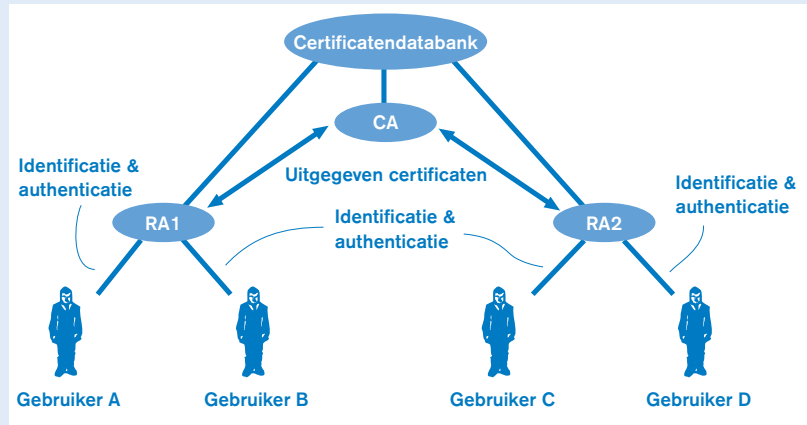 Certificatendatabank
CA
Identificatie &
authenticatie
Uitgegeven certificaten
Identificatie &
authenticatie
RA1
Identificatie &
authenticatie
RA2
Gebruiker A
Gebruiker B
Gebruiker C
Gebruiker D